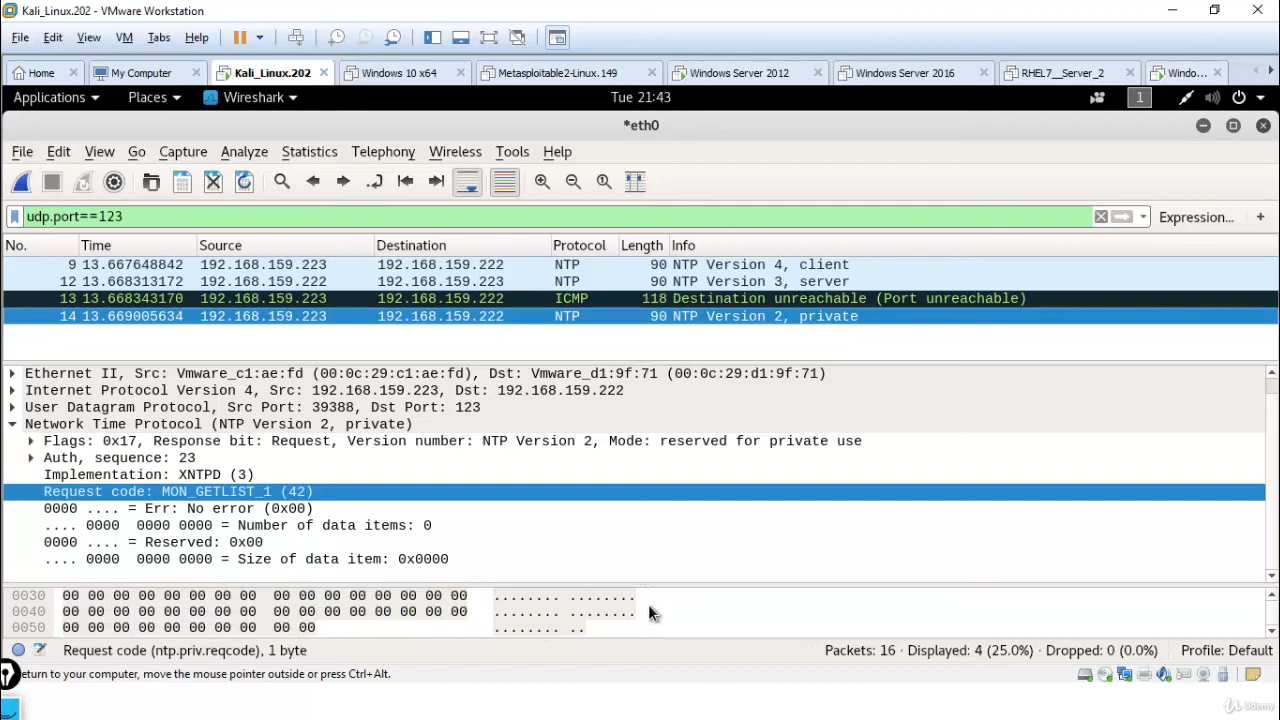 Kali_Linux.202 - VMware Workstation
File Edit View VM Tabs Help
Home My Computer Kali_Linux.202 Windows 10 x64 Metasploitable2-Linux.149 Windows Server 2012 Windows Server 2016 RHEL7__Server_2 Windo...
Applications Places Wireshark Tue 21:43 1
*eth0
File Edit View Go Capture Analyze Statistics Telephony Wireless Tools Help
udp.port==123 Expression... +
No. Time Source Destination Protocol Length Info
9 13.667648842 192.168.159.223 192.168.159.222 NTP 90 NTP Version 4, client
12 13.668313172 192.168.159.222 192.168.159.223 NTP 90 NTP Version 3, server
13 13.668343170 192.168.159.223 192.168.159.222 ICMP 118 Destination unreachable (Port unreachable)
14 13.669005634 192.168.159.223 192.168.159.222 NTP 90 NTP Version 2, private
Ethernet II, Src: Vmware_c1:ae:fd (00:0c:29:c1:ae:fd), Dst: Vmware_d1:9f:71 (00:0c:29:d1:9f:71)
Internet Protocol Version 4, Src: 192.168.159.223, Dst: 192.168.159.222
User Datagram Protocol, Src Port: 39388, Dst Port: 123
Network Time Protocol (NTP Version 2, private)
Flags: 0x17, Response bit: Request, Version number: NTP Version 2, Mode: reserved for private use
Auth, sequence: 23
Implementation: XNTPD (3)
Request code: MON_GETLIST_1 (42)
0000 .... = Err: No error (0x00)
.... 0000 0000 0000 = Number of data items: 0
0000 .... = Reserved: 0x00
.... 0000 0000 0000 = Size of data item: 0x0000
0030 00 00 00 00 00 00 00 00 00 00 00 00 00 00 00 00 ........ ........
0040 00 00 00 00 00 00 00 00 00 00 00 00 00 00 00 00 ........ ........
0050 00 00 00 00 00 00 00 00 00 00 ........ ..
Request code (ntp.priv.reqcode), 1 byte Packets: 16 · Displayed: 4 (25.0%) · Dropped: 0 (0.0%) Profile: Default
eturn to your computer, move the mouse pointer outside or press Ctrl+Alt.
Udemy